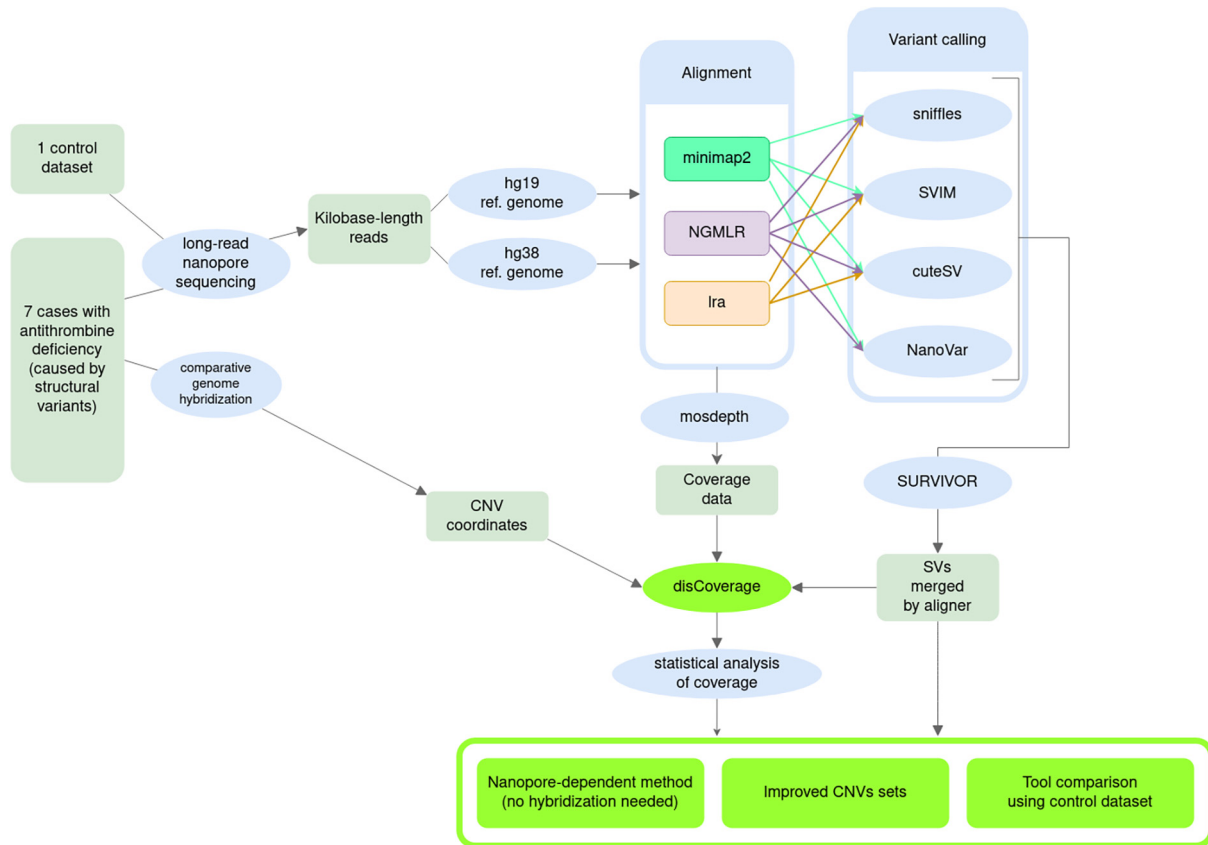 Variant calling
Alignment
sniffles
1 control
dataset
minimap2
hg19
ref. genome
SVIM
Kilobase-length
reads
NGMLR
long-read
nanopore
sequencing
hg38
ref. genome
cuteSV
lra
7 cases with
antithrombine
deficiency
(caused by
structural
variants)
NanoVar
comparative
genome
hybridization
mosdepth
SURVIVOR
Coverage
data
CNV
coordinates
disCoverage
SVs
merged
by aligner
statistical analysis
of coverage
Nanopore-dependent method
(no hybridization needed)
Improved CNVs sets
Tool comparison
using control dataset